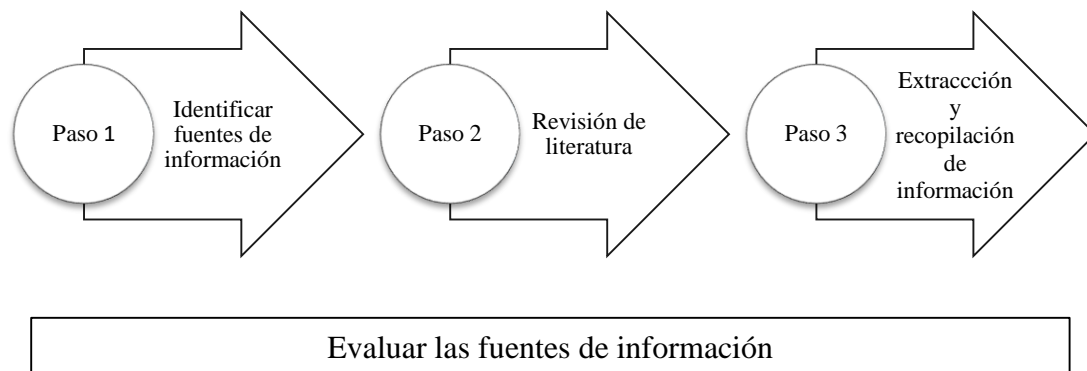 Paso 1
Identificar
fuentes de
información
Paso 2
Revisión de
literatura
Paso 3
Extraccción
y
recopilación
de
información
Evaluar las fuentes de información